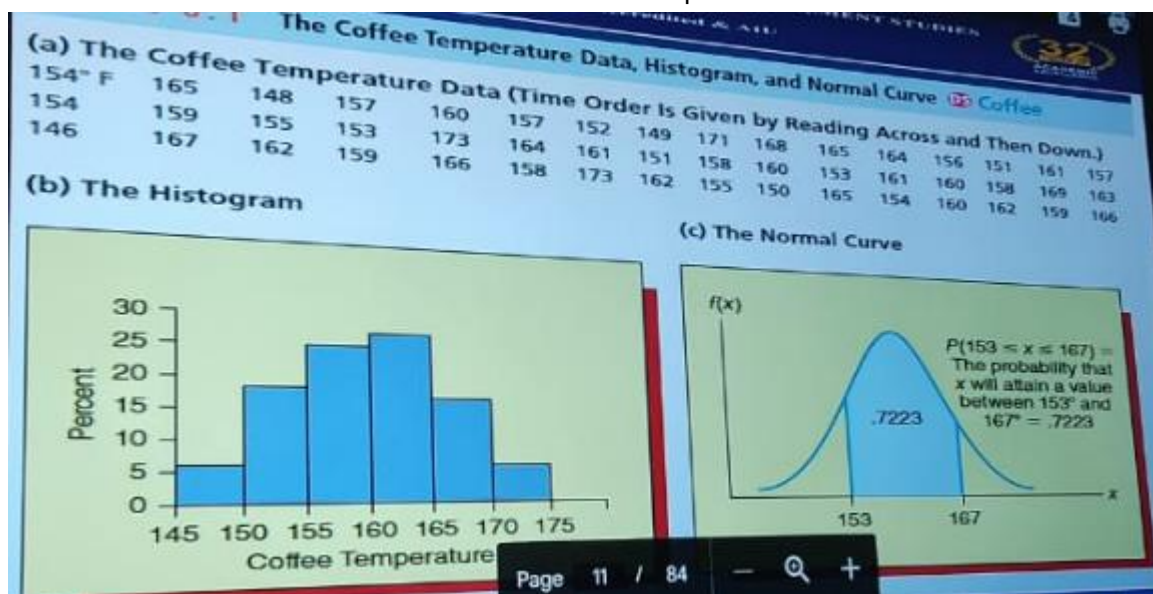 STUDIES
32
The Coffee Temperature Data, Histogram, and Normal Curve DS Coffee
(a) The Coffee Temperature Data (Time Order Is Given by Reading Across and Then Down.)
154° F 165 148 157 160 157 152 149 171 168 165 164 156 151 161 157
154 159 155 153 173 164 161 151 158 160 153 161 160 158 169 163
146 167 162 159 166 158 173 162 155 150 165 154 160 162 159 166
(b) The Histogram
30
25
20
15
10
5
0
Percent
145 150 155 160 165 170 175
Coffee Temperature
(c) The Normal Curve
f(x)
P(153 ≤ x ≤ 167) =
The probability that
x will attain a value
between 153° and
167° = .7223
.7223
x
153 167
Page 11 / 84 − +